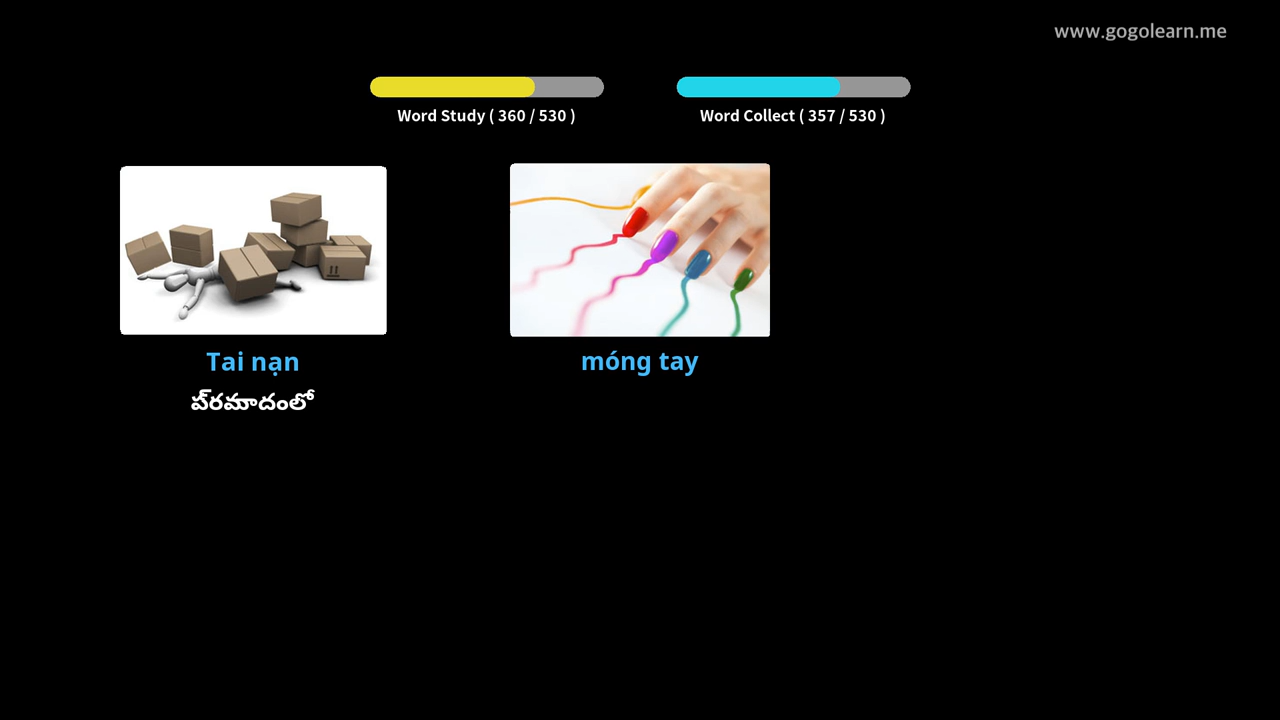 www.gogolearn.me
Word Study ( 360 / 530 )
Word Collect ( 357 / 530 )
Tai nạn
ప్రమాదంలో
móng tay